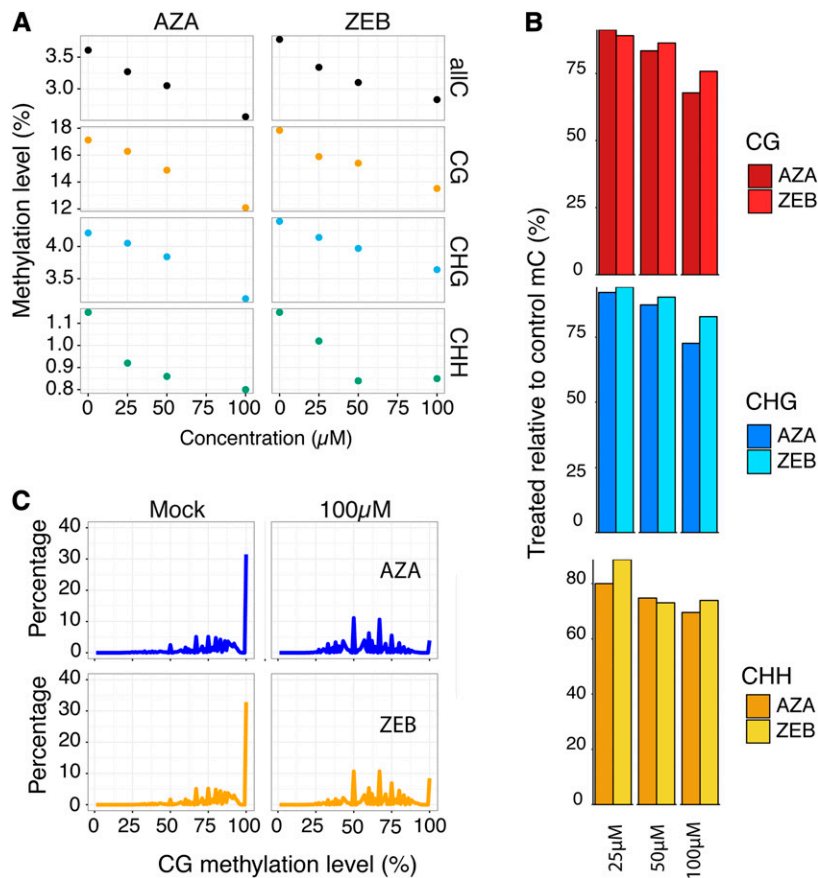 A
AZA
ZEB
Methylation level (%)
3.5
3.0
allC
18
16
14
12
CG
4.0
3.5
CHG
1.1
1.0
0.9
0.8
CHH
0 25 50 75 100
0 25 50 75 100
Concentration (µM)
B
Treated relative to control mC (%)
75
50
25
0
CG
AZA
ZEB
75
50
25
0
CHG
AZA
ZEB
80
60
40
20
0
CHH
AZA
ZEB
25µM
50µM
100µM
C
Mock
100µM
Percentage
40
30
20
10
0
AZA
Percentage
40
30
20
10
0
ZEB
0 25 50 75 100
0 25 50 75 100
CG methylation level (%)